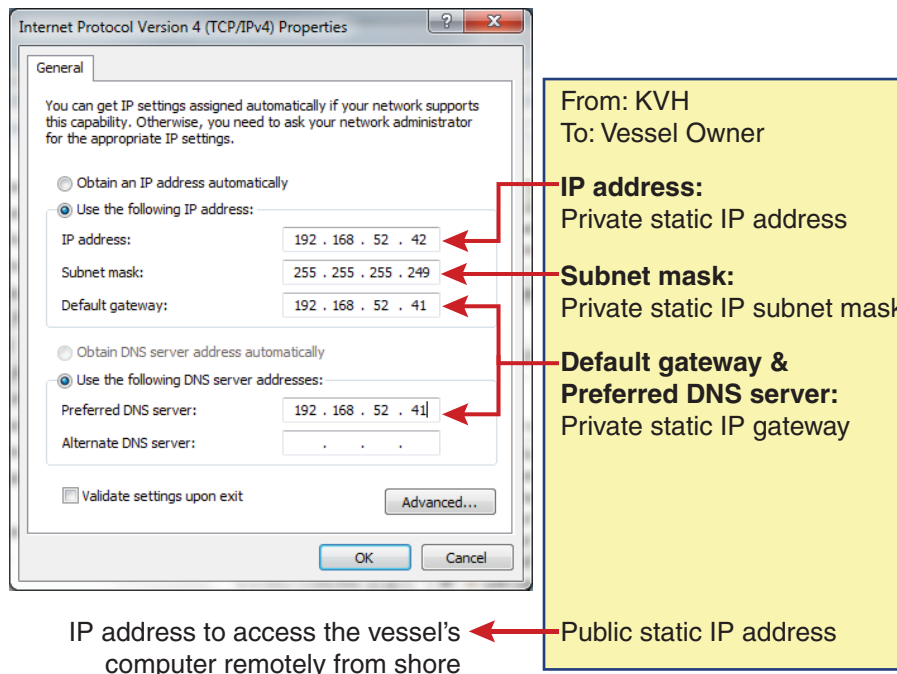 Internet Protocol Version 4 (TCP/IPv4) Properties
General
You can get IP settings assigned automatically if your network supports
this capability. Otherwise, you need to ask your network administrator
for the appropriate IP settings.
Obtain an IP address automatically
Use the following IP address:
IP address: 192 . 168 . 52 . 42
Subnet mask: 255 . 255 . 255 . 249
Default gateway: 192 . 168 . 52 . 41
Obtain DNS server address automatically
Use the following DNS server addresses:
Preferred DNS server: 192 . 168 . 52 . 41
Alternate DNS server: . . .
Validate settings upon exit
Advanced...
OK Cancel
From: KVH
To: Vessel Owner
IP address:
Private static IP address
Subnet mask:
Private static IP subnet mask
Default gateway &
Preferred DNS server:
Private static IP gateway
Public static IP address
IP address to access the vessel's
computer remotely from shore